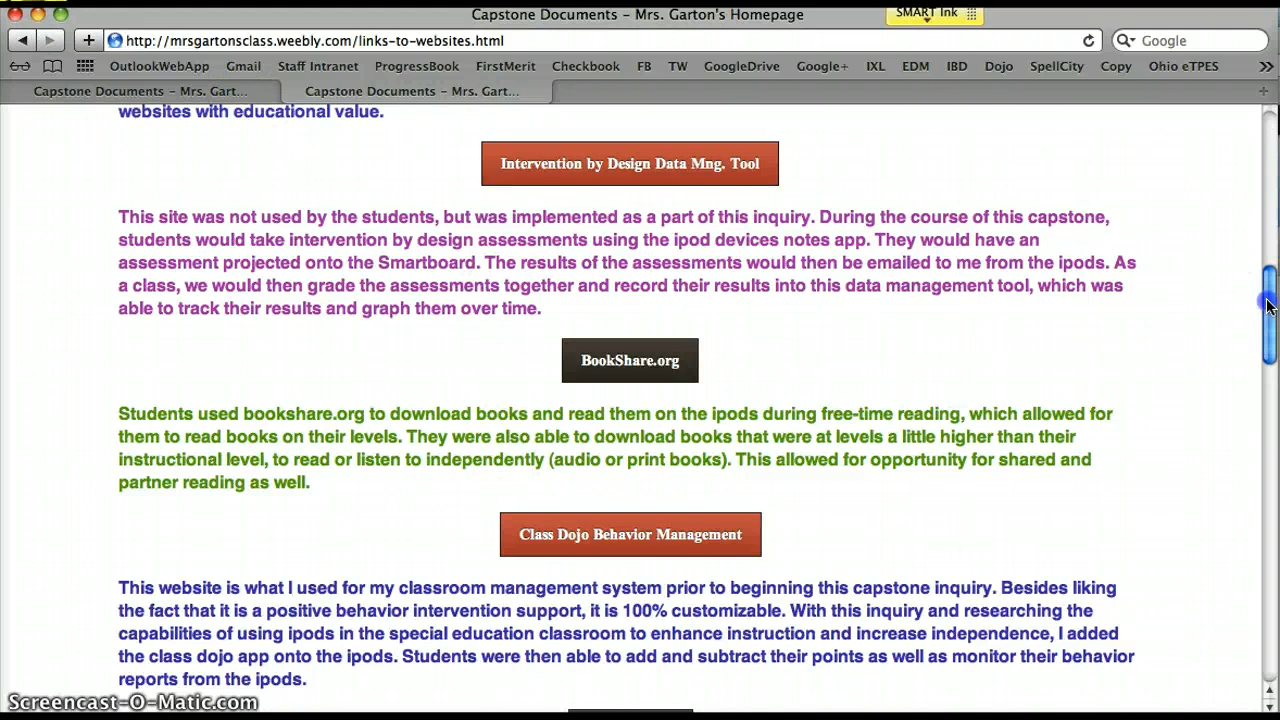 Capstone Documents – Mrs. Garton's Homepage
SMART Ink
http://mrsgartonsclass.weebly.com/links-to-websites.html
Google
OutlookWebApp Gmail Staff Intranet ProgressBook FirstMerit Checkbook FB TW GoogleDrive Google+ IXL EDM IBD Dojo SpellCity Copy Ohio eTPES
Capstone Documents – Mrs. Gart... Capstone Documents – Mrs. Gart...
websites with educational value.
Intervention by Design Data Mng. Tool
This site was not used by the students, but was implemented as a part of this inquiry. During the course of this capstone,
students would take intervention by design assessments using the ipod devices notes app. They would have an
assessment projected onto the Smartboard. The results of the assessments would then be emailed to me from the ipods. As
a class, we would then grade the assessments together and record their results into this data management tool, which was
able to track their results and graph them over time.
BookShare.org
Students used bookshare.org to download books and read them on the ipods during free-time reading, which allowed for
them to read books on their levels. They were also able to download books that were at levels a little higher than their
instructional level, to read or listen to independently (audio or print books). This allowed for opportunity for shared and
partner reading as well.
Class Dojo Behavior Management
This website is what I used for my classroom management system prior to beginning this capstone inquiry. Besides liking
the fact that it is a positive behavior intervention support, it is 100% customizable. With this inquiry and researching the
capabilities of using ipods in the special education classroom to enhance instruction and increase independence, I added
the class dojo app onto the ipods. Students were then able to add and subtract their points as well as monitor their behavior
reports from the ipods.
Screencast-O-Matic.com